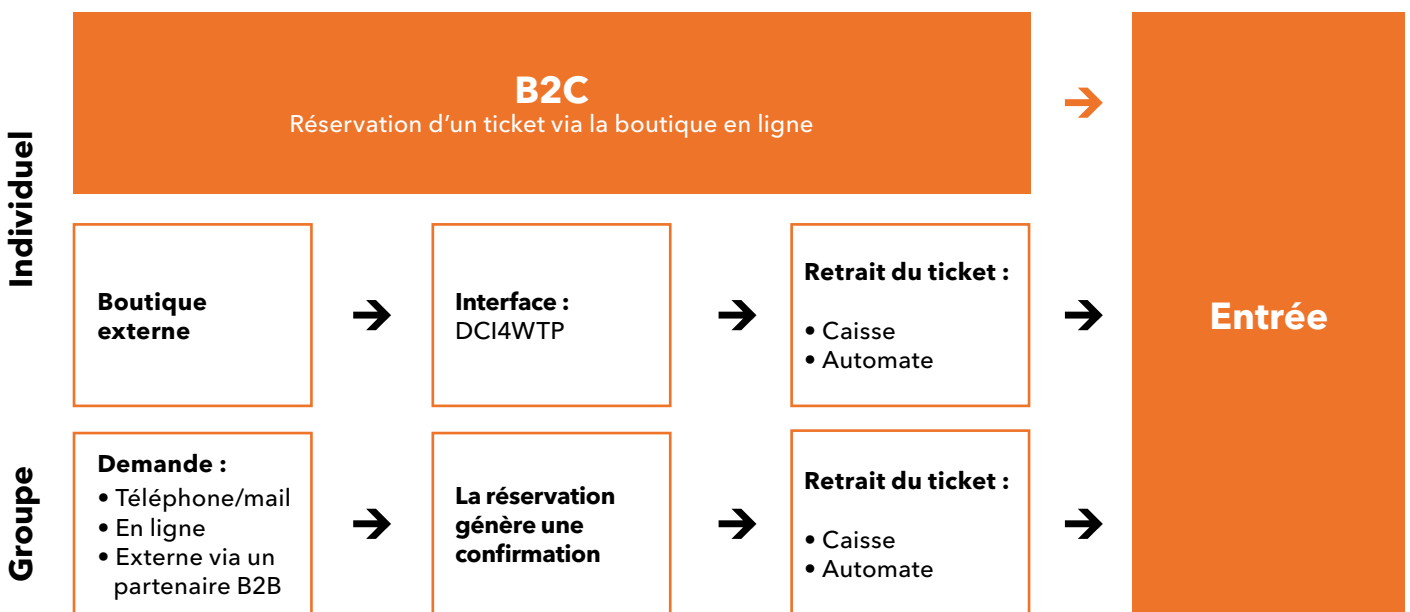 Individuel
B2C
Réservation d’un ticket via la boutique en ligne
➔
Boutique
externe
➔
Interface :
DCI4WTP
➔
Retrait du ticket :
• Caisse
• Automate
➔
Entrée
Groupe
Demande :
• Téléphone/mail
• En ligne
• Externe via un
partenaire B2B
➔
La réservation
génère une
confirmation
➔
Retrait du ticket :
• Caisse
• Automate
➔